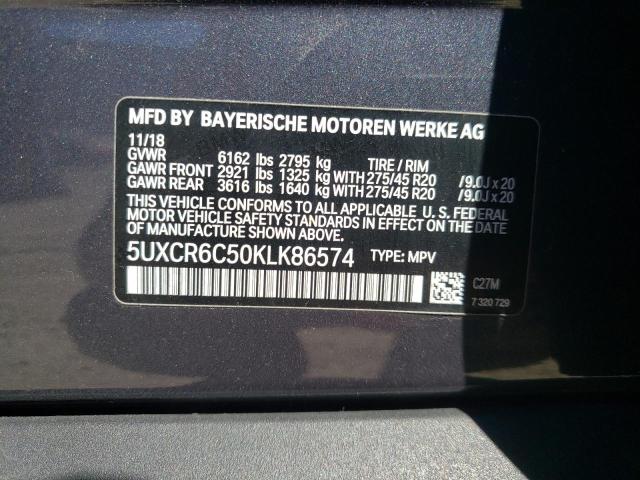 MFD BY BAYERISCHE MOTOREN WERKE AG
11/18
GVWR 6162 lbs 2795 kg TIRE / RIM
GAWR FRONT 2921 lbs 1325 kg WITH 275/45 R20 /9.0J x 20
GAWR REAR 3616 lbs 1640 kg WITH 275/45 R20 /9.0J x 20
THIS VEHICLE CONFORMS TO ALL APPLICABLE U. S. FEDERAL
MOTOR VEHICLE SAFETY STANDARDS IN EFFECT ON THE
DATE OF MANUFACTURE SHOWN ABOVE.
5UXCR6C50KLK86574 TYPE: MPV
C27M
7 320 729